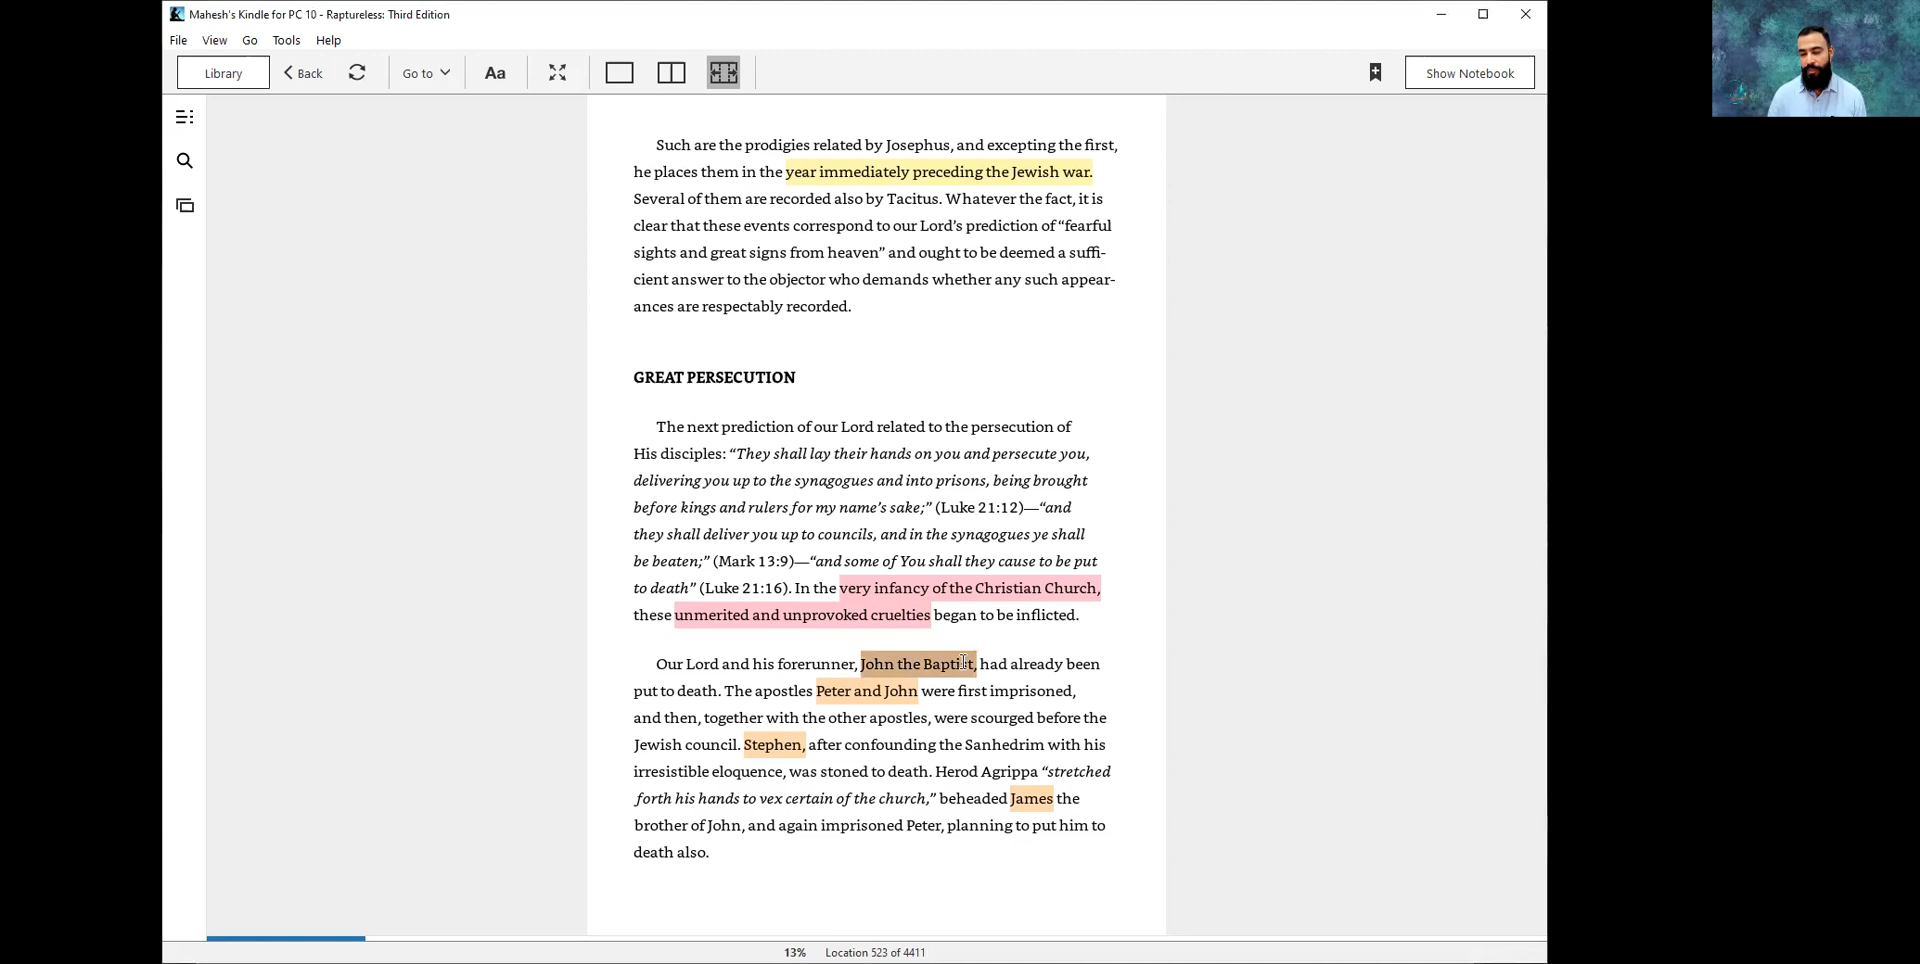 Mahesh's Kindle for PC 10 - Raptureless: Third Edition
File View Go Tools Help
Library Back Go to Aa Show Notebook
Such are the prodigies related by Josephus, and excepting the first,
he places them in the year immediately preceding the Jewish war.
Several of them are recorded also by Tacitus. Whatever the fact, it is
clear that these events correspond to our Lord’s prediction of “fearful
sights and great signs from heaven” and ought to be deemed a suffi-
cient answer to the objector who demands whether any such appear-
ances are respectably recorded.
GREAT PERSECUTION
The next prediction of our Lord related to the persecution of
His disciples: “They shall lay their hands on you and persecute you,
delivering you up to the synagogues and into prisons, being brought
before kings and rulers for my name’s sake;” (Luke 21:12)—“and
they shall deliver you up to councils, and in the synagogues ye shall
be beaten;” (Mark 13:9)—“and some of You shall they cause to be put
to death” (Luke 21:16). In the very infancy of the Christian Church,
these unmerited and unprovoked cruelties began to be inflicted.
Our Lord and his forerunner, John the Baptist, had already been
put to death. The apostles Peter and John were first imprisoned,
and then, together with the other apostles, were scourged before the
Jewish council. Stephen, after confounding the Sanhedrim with his
irresistible eloquence, was stoned to death. Herod Agrippa “stretched
forth his hands to vex certain of the church,” beheaded James the
brother of John, and again imprisoned Peter, planning to put him to
death also.
13% Location 523 of 4411